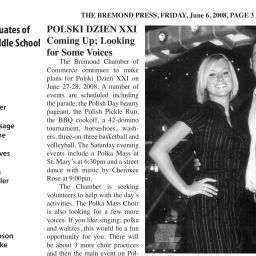 THE BREMOND PRESS, FRIDAY, June 6, 2008, PAGE 3
uates of
ddle School
er
sage
ne
ves
n
ller
oson
ke
POLSKI DZIEN XXI
Coming Up; Looking
for Some Voices
The Bremond Chamber of
Commerce continues to make
plans for Polski Dzien XXI on
June 27-28, 2008. A number of
events are scheduled including
the parade, the Polish Day beauty
pageant, the Polish Pickle Run,
the BBQ cookoff, a 42-domino
tournament, horseshoes, wash-
ers, three-on-three basketball and
volleyball. The Saturday evening
events include a Polka Mass at
St. Mary's at 6:30pm and a street
dance with music by Cherokee
Rose at 9:00pm.
The Chamber is seeking
volunteers to help with the day's
activities. The Polka Mass Choir
is also looking for a few more
voices. If you like singing, polka
and waltzes, this would be a fun
opportunity for you. There will
be about 3 more choir practices
and then the main event on Pol-